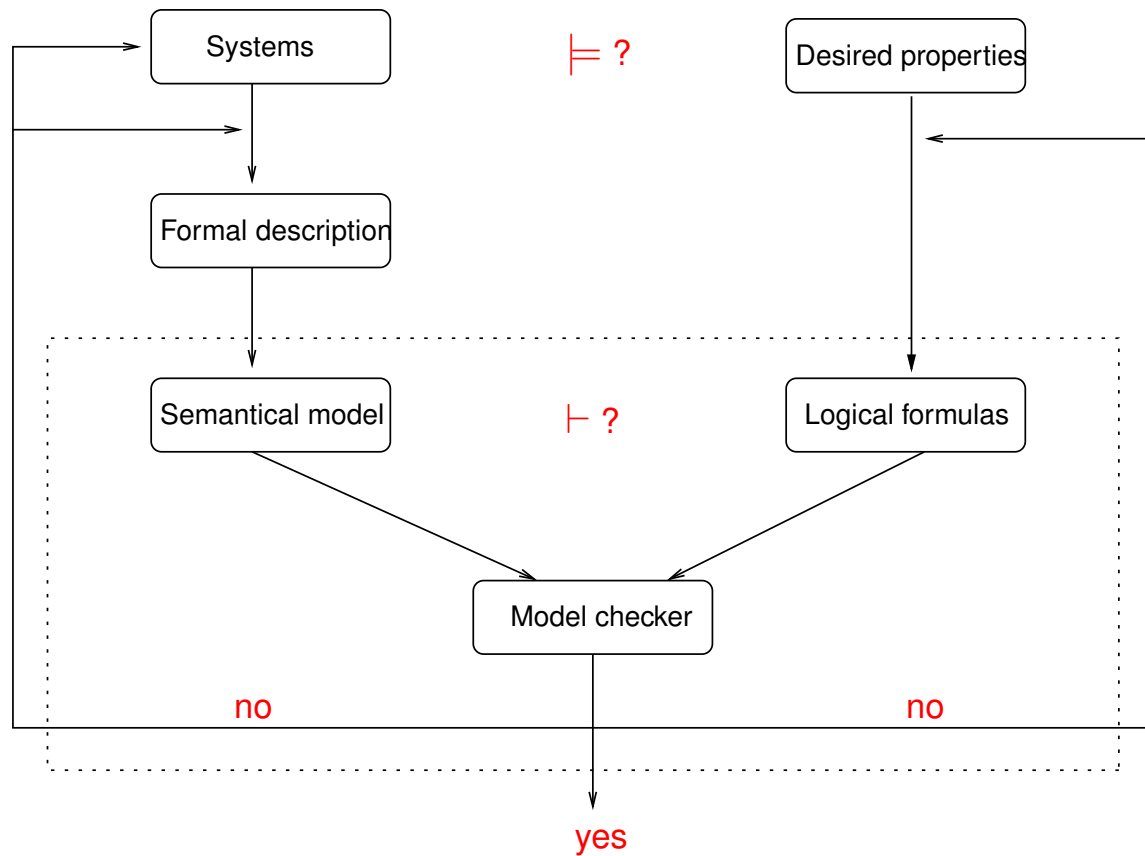 Systems
⊨ ?
Desired properties
Formal description
Semantical model
⊢ ?
Logical formulas
Model checker
no
no
yes